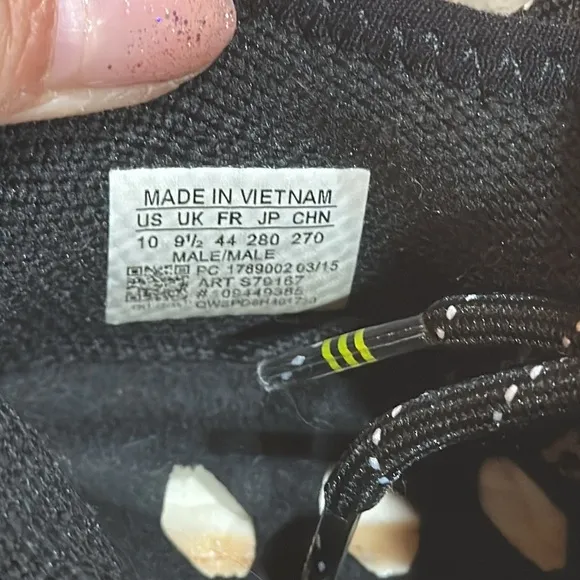 MADE IN VIETNAM
US UK FR JP CHN
10 9½ 44 280 270
MALE/MALE
PC 1789002 03/15
ART S79167
# 109449385